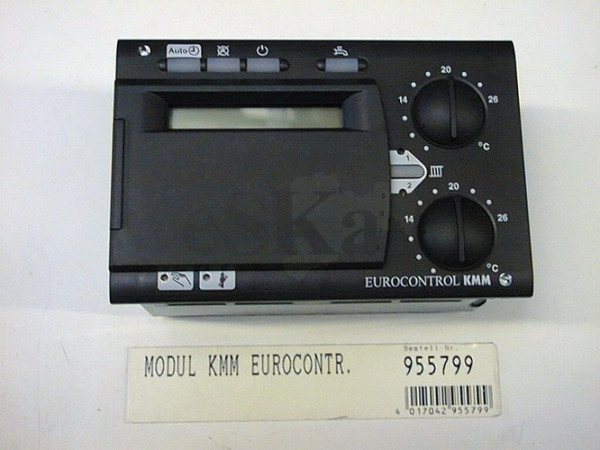 Auto
20
14
26
°C
1
2
20
14
26
°C
EUROCONTROL KMM
MODUL KMM EUROCONTR.
Bestell-Nr.
955799
4 017042 955799